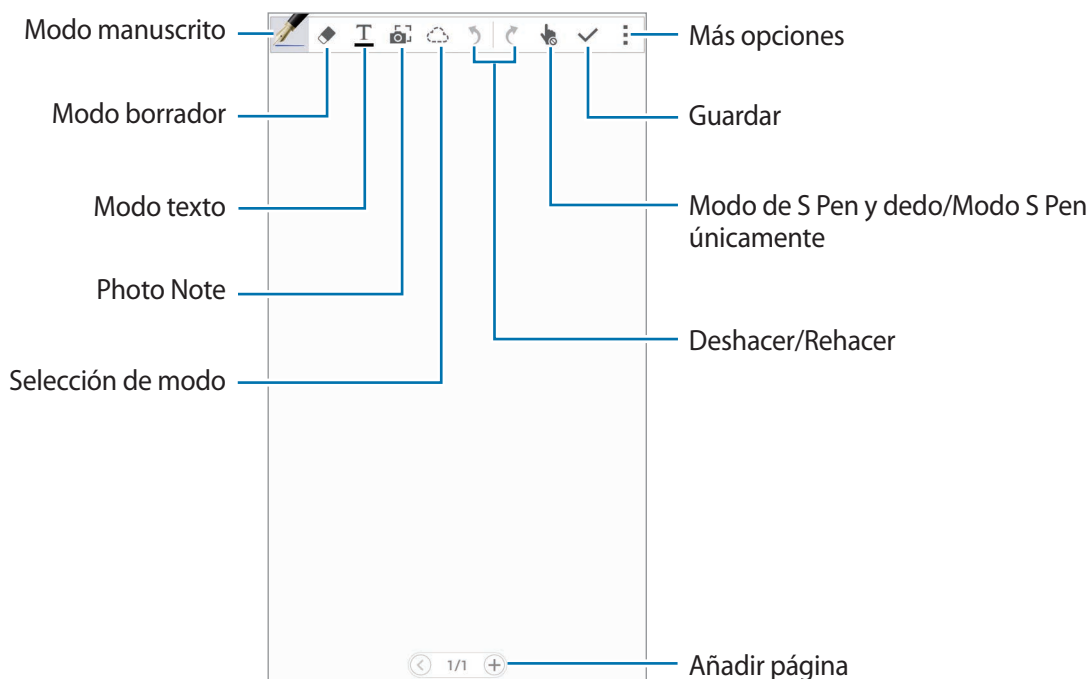 Modo manuscrito
Modo borrador
Modo texto
Photo Note
Selección de modo
T
Más opciones
Guardar
Modo de S Pen y dedo/Modo S Pen
únicamente
Deshacer/Rehacer
1/1
Añadir página